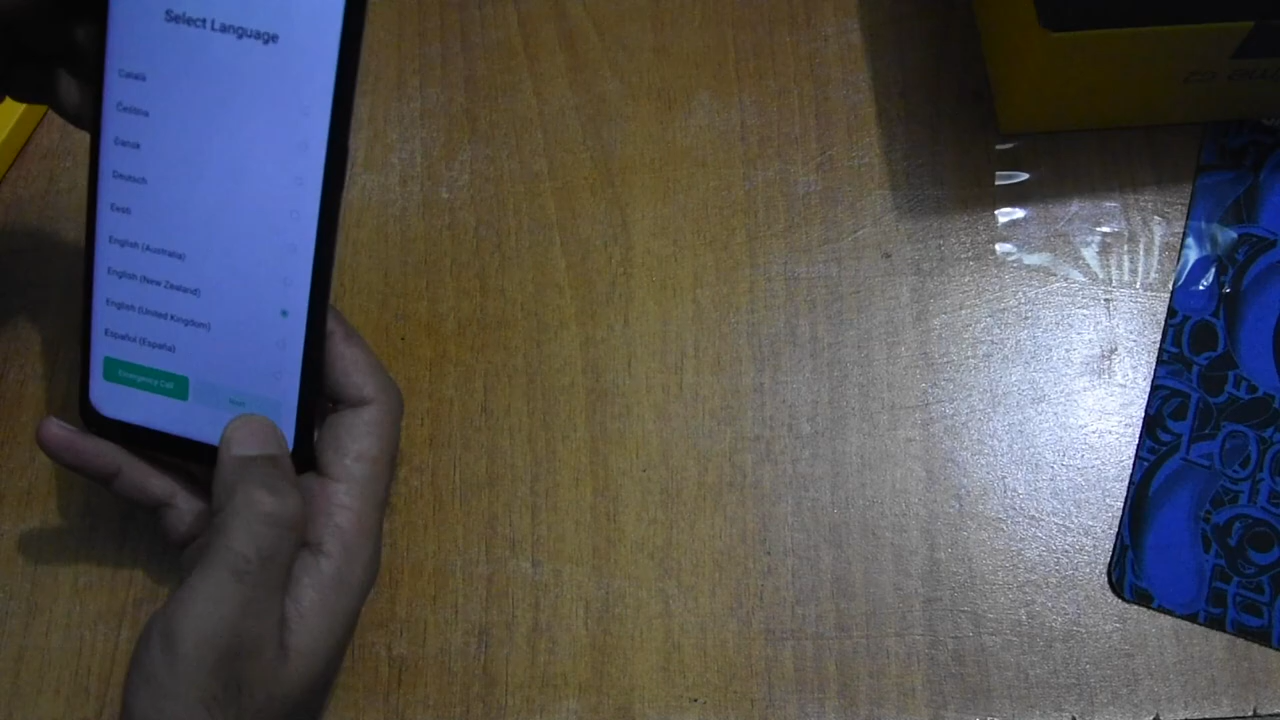 Select Language
Català
Čeština
Dansk
Deutsch
Eesti
English (Australia)
English (New Zealand)
English (United Kingdom)
Español (España)
Emergency Call
Next